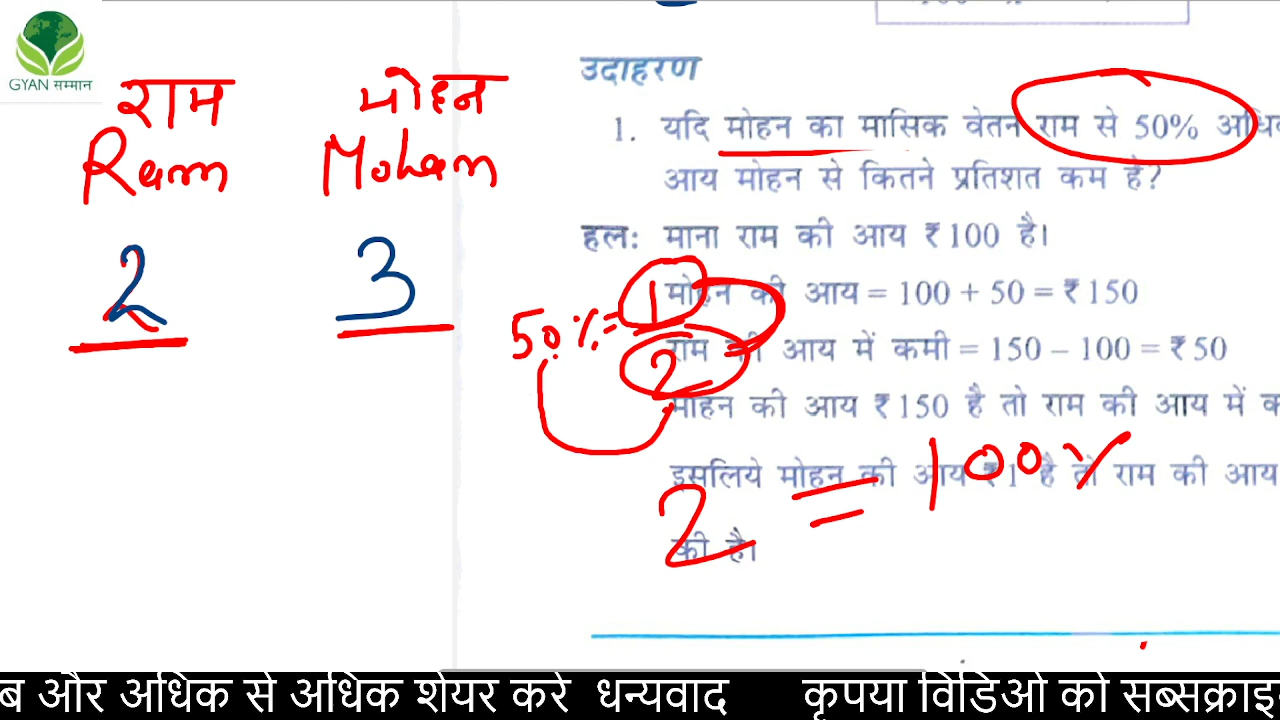 GYAN सम्मान
राम मोहन
Ram Mohan
2 3
उदाहरण
1. यदि मोहन का मासिक वेतन राम से 50%
आय मोहन से कितने प्रतिशत कम है?
हलः माना राम की आय ₹100 है।
मोहन की आय = 100 + 50 = ₹150
राम की आय में कमी = 150 – 100 = ₹50
मोहन की आय ₹150 है तो राम की आय में
इसलिये मोहन की आय ₹1 है तो राम की आय
की है।
50% = 1
2
2 = 100%
और अधिक से अधिक शेयर करे धन्यवाद कृपया विडिओ को